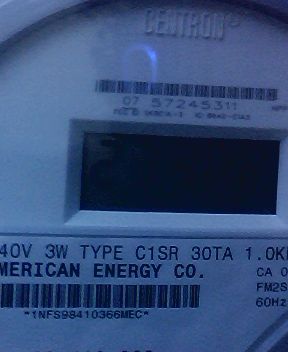 CENTRON
07 57245311
40V 3W TYPE C1SR 30TA 1.0K
MERICAN ENERGY CO.
CA 0
FM2S
60Hz
*1NFS98410366MEC*